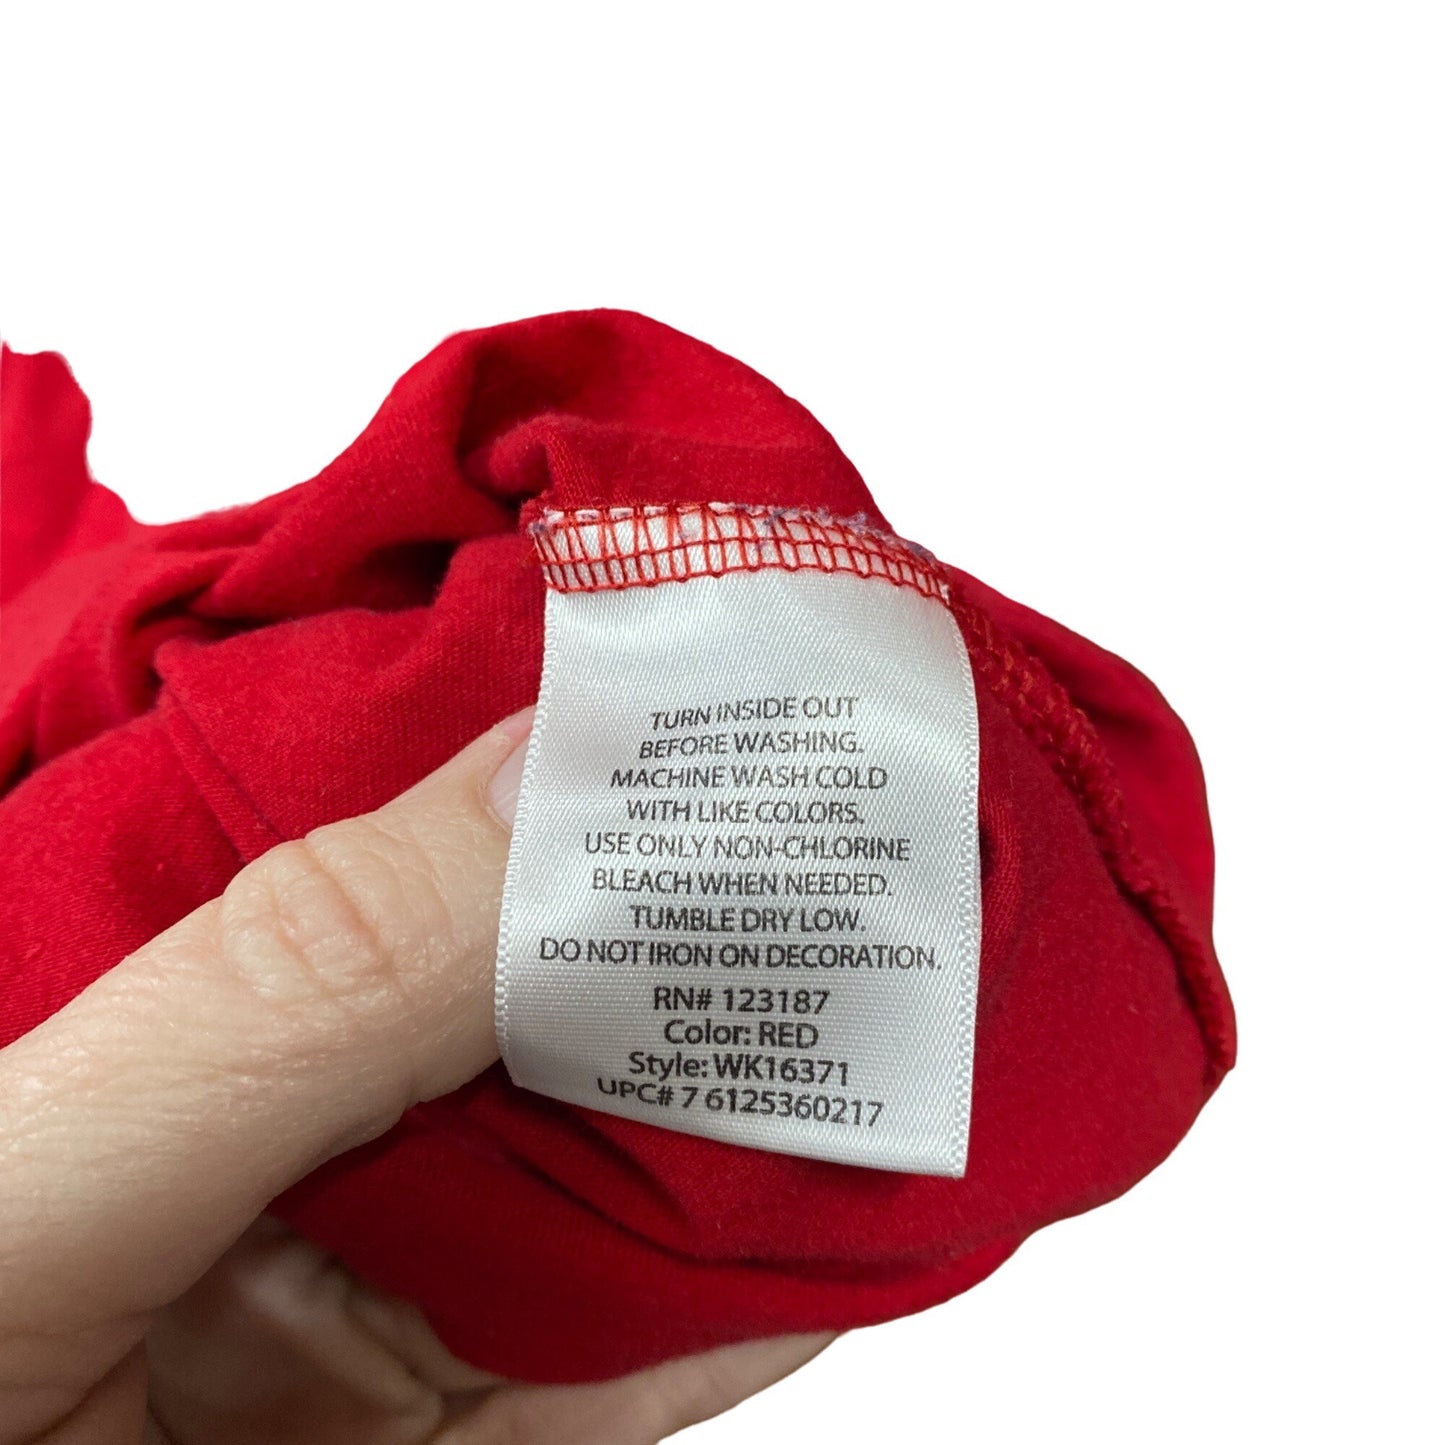 TURN INSIDE OUT
BEFORE WASHING.
MACHINE WASH COLD
WITH LIKE COLORS.
USE ONLY NON-CHLORINE
BLEACH WHEN NEEDED.
TUMBLE DRY LOW.
DO NOT IRON ON DECORATION.
RN# 123187
Color: RED
Style: WK16371
UPC# 7 6125360217